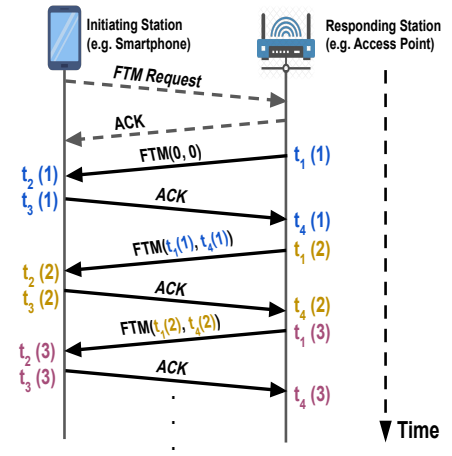 Initiating Station
(e.g. Smartphone)
Responding Station
(e.g. Access Point)
FTM Request
ACK
FTM(0, 0)
t1 (1)
t2 (1)
t3 (1)
ACK
t4 (1)
FTM(t1(1), t4(1))
t1 (2)
t2 (2)
t3 (2)
ACK
t4 (2)
FTM(t1(2), t4(2))
t1 (3)
t2 (3)
t3 (3)
ACK
t4 (3)
.
.
.
Time